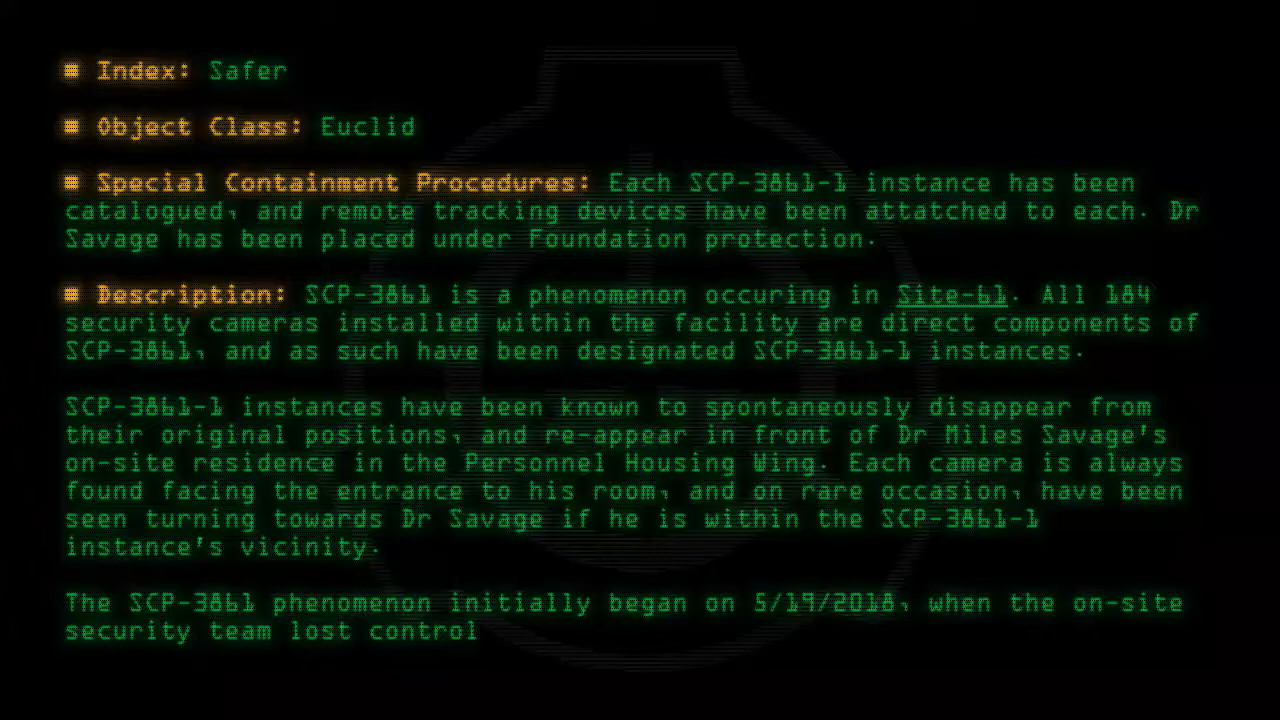 ■ Index: Safer
■ Object Class: Euclid
■ Special Containment Procedures: Each SCP-3861-1 instance has been
catalogued, and remote tracking devices have been attatched to each. Dr
Savage has been placed under Foundation protection.
■ Description: SCP-3861 is a phenomenon occuring in Site-61. All 184
security cameras installed within the facility are direct components of
SCP-3861, and as such have been designated SCP-3861-1 instances.
SCP-3861-1 instances have been known to spontaneously disappear from
their original positions, and re-appear in front of Dr Miles Savage's
on-site residence in the Personnel Housing Wing. Each camera is always
found facing the entrance to his room, and on rare occasion, have been
seen turning towards Dr Savage if he is within the SCP-3861-1
instance's vicinity.
The SCP-3861 phenomenon initially began on 5/19/2018, when the on-site
security team lost control